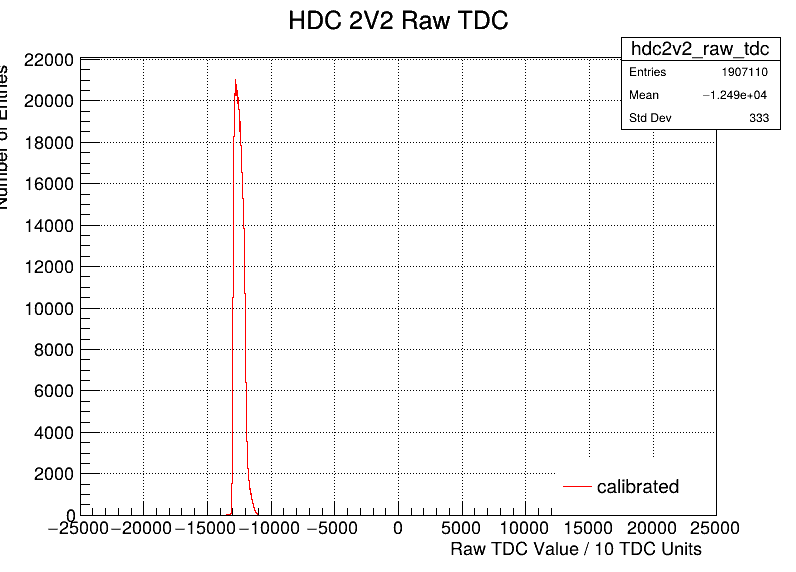 HDC 2V2 Raw TDC
hdc2v2_raw_tdc
Entries 1907110
Mean −1.249e+04
Std Dev 333
Number of Entries
22000
20000
18000
16000
14000
12000
10000
8000
6000
4000
2000
0
calibrated
−25000 −20000 −15000 −10000 −5000 0 5000 10000 15000 20000 25000
Raw TDC Value / 10 TDC Units